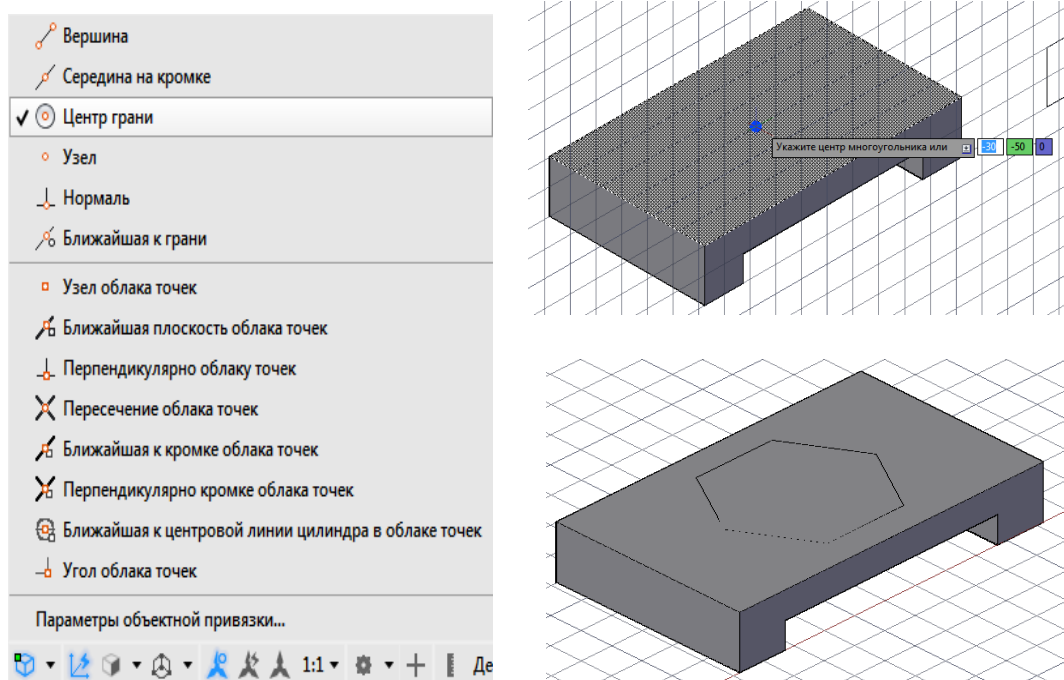 Вершина
Середина на кромке
Центр грани
Узел
Нормаль
Ближайшая к грани
Узел облака точек
Ближайшая плоскость облака точек
Перпендикулярно облаку точек
Пересечение облака точек
Ближайшая к кромке облака точек
Перпендикулярно кромке облака точек
Ближайшая к центровой линии цилиндра в облаке точек
Угол облака точек
Параметры объектной привязки...
1:1 Де
Укажите центр многоугольника или -30 -50 0